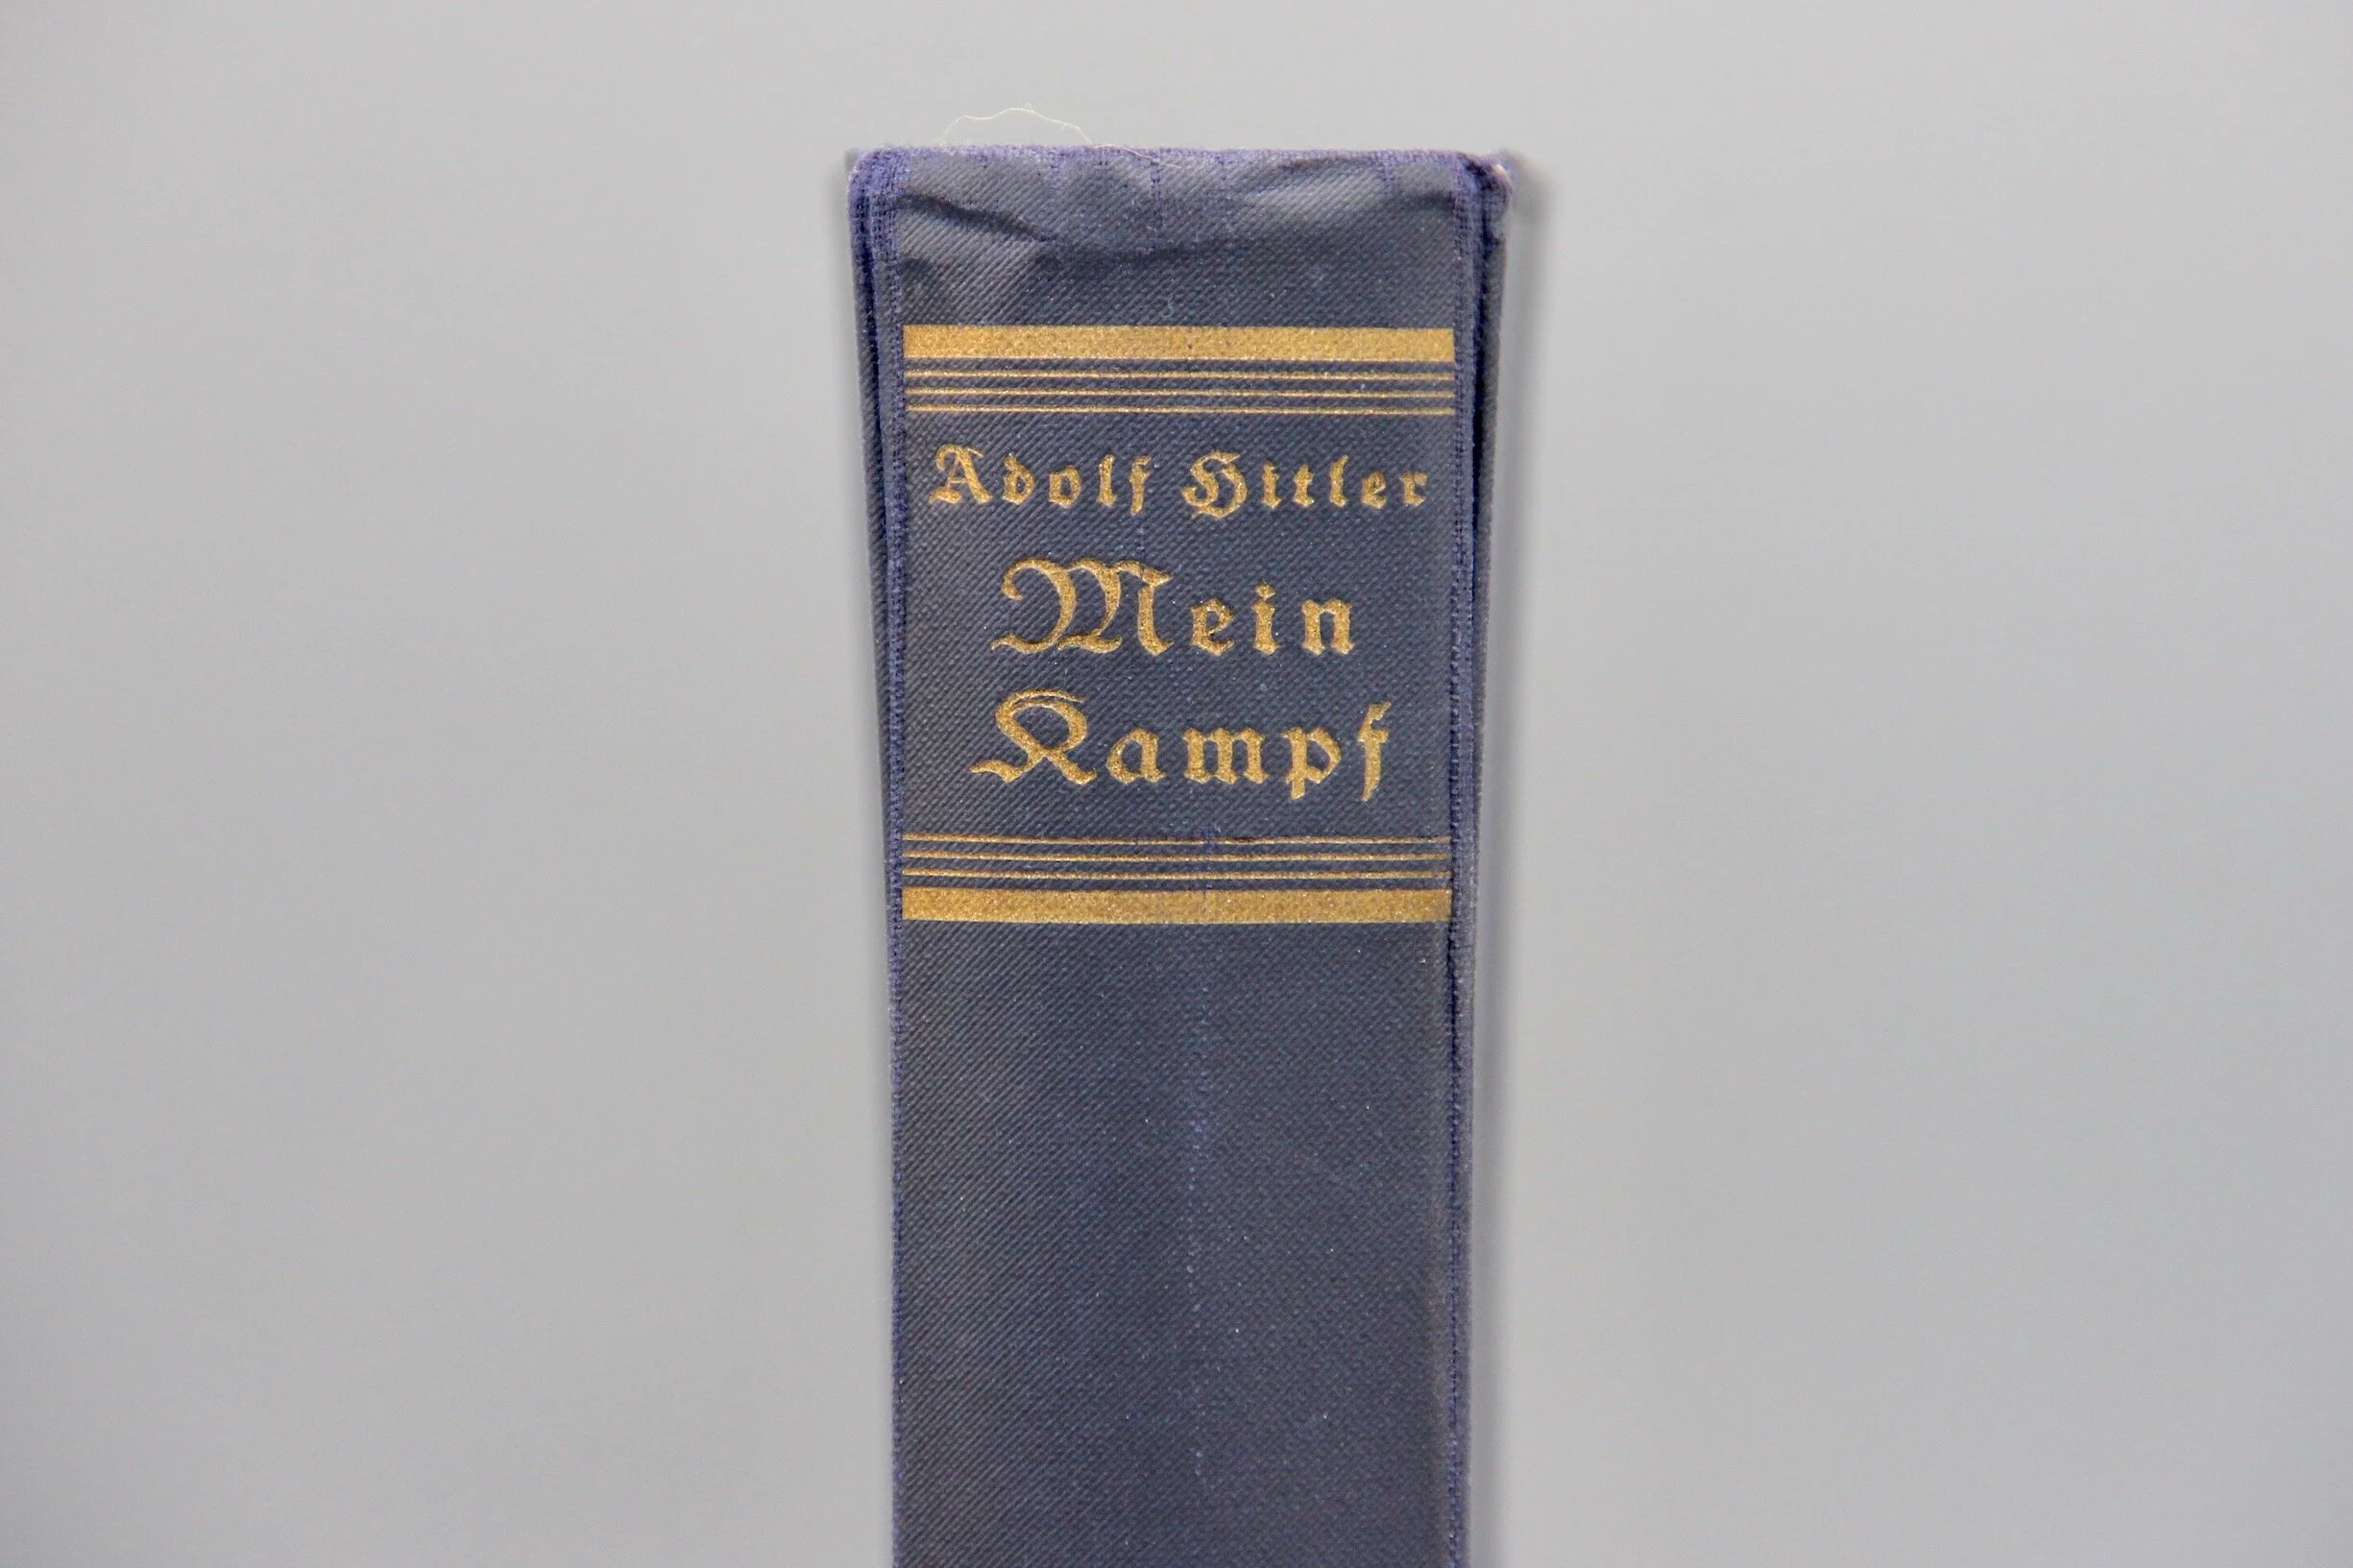 Adolf Hitler
Mein
Kampf